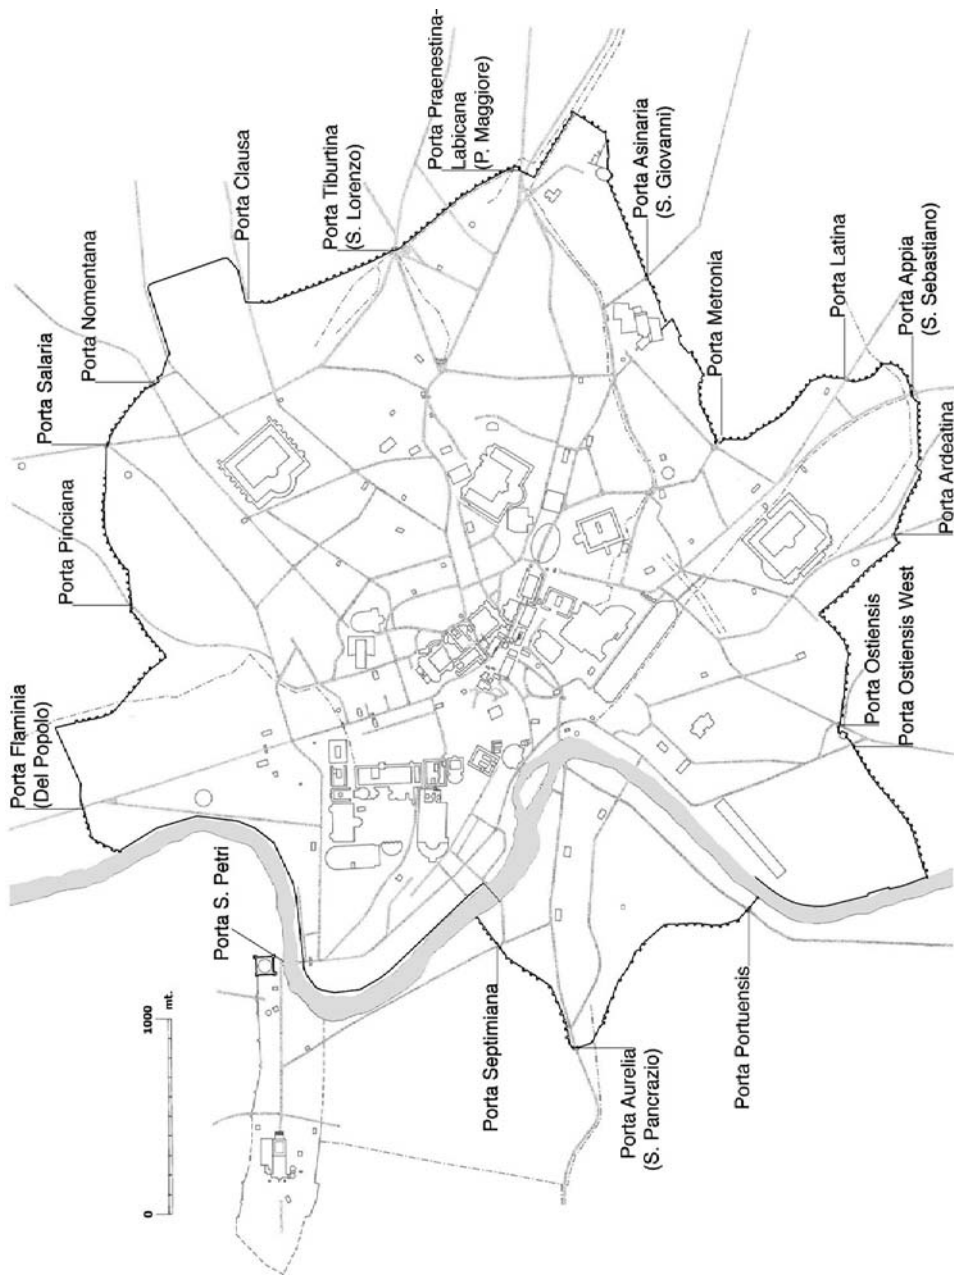 Porta Flaminia
(Del Popolo)
Porta Pinciana
Porta Salaria
Porta Nomentana
Porta Clausa
Porta Tiburtina
(S. Lorenzo)
Porta Praenestina-
Labicana
(P. Maggiore)
Porta Asinaria
(S. Giovanni)
Porta Metronia
Porta Latina
Porta Appia
(S. Sebastiano)
Porta Ardeatina
Porta Ostiensis
Porta Ostiensis West
Porta S. Petri
Porta Septimiana
Porta Aurelia
(S. Pancrazio)
Porta Portuensis
0
1000
mt.